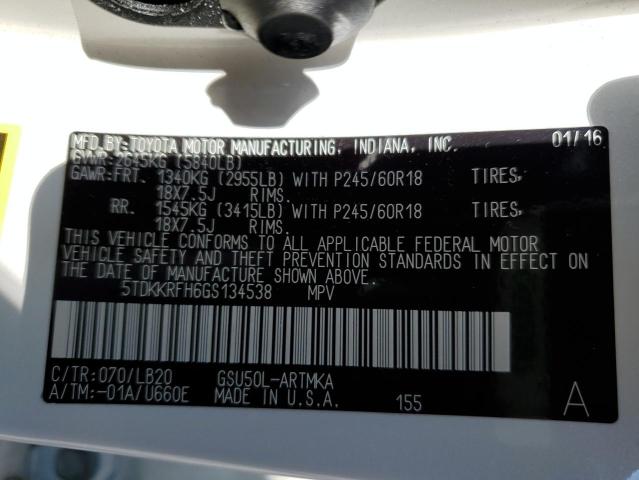 MFD. BY: TOYOTA MOTOR MANUFACTURING, INDIANA, INC. 01/16
GVWR: 2645KG (5840LB)
GAWR: FRT. 1340KG (2955LB) WITH P245/60R18 TIRES,
18X7.5J RIMS.
RR. 1545KG (3415LB) WITH P245/60R18 TIRES,
18X7.5J RIMS.
THIS VEHICLE CONFORMS TO ALL APPLICABLE FEDERAL MOTOR
VEHICLE SAFETY AND THEFT PREVENTION STANDARDS IN EFFECT ON THE
DATE OF MANUFACTURE SHOWN ABOVE.
5TDKKRFH6GS134538 MPV
C/TR: 070/LB20 GSU50L-ARTMKA
A/TM: -01A/U660E MADE IN U.S.A. 155 A